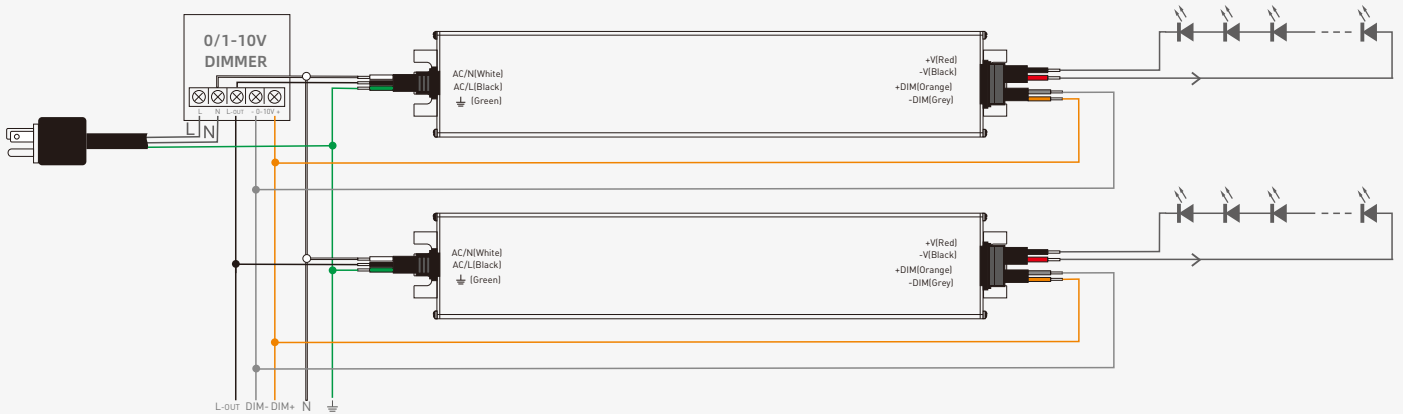 0/1-10V
DIMMER
L N L-OUT - 0-10V +
L N
AC/N(White)
AC/L(Black)
(Green)
+V(Red)
-V(Black)
+DIM(Orange)
-DIM(Grey)
AC/N(White)
AC/L(Black)
(Green)
+V(Red)
-V(Black)
+DIM(Orange)
-DIM(Grey)
L-OUT DIM- DIM+ N